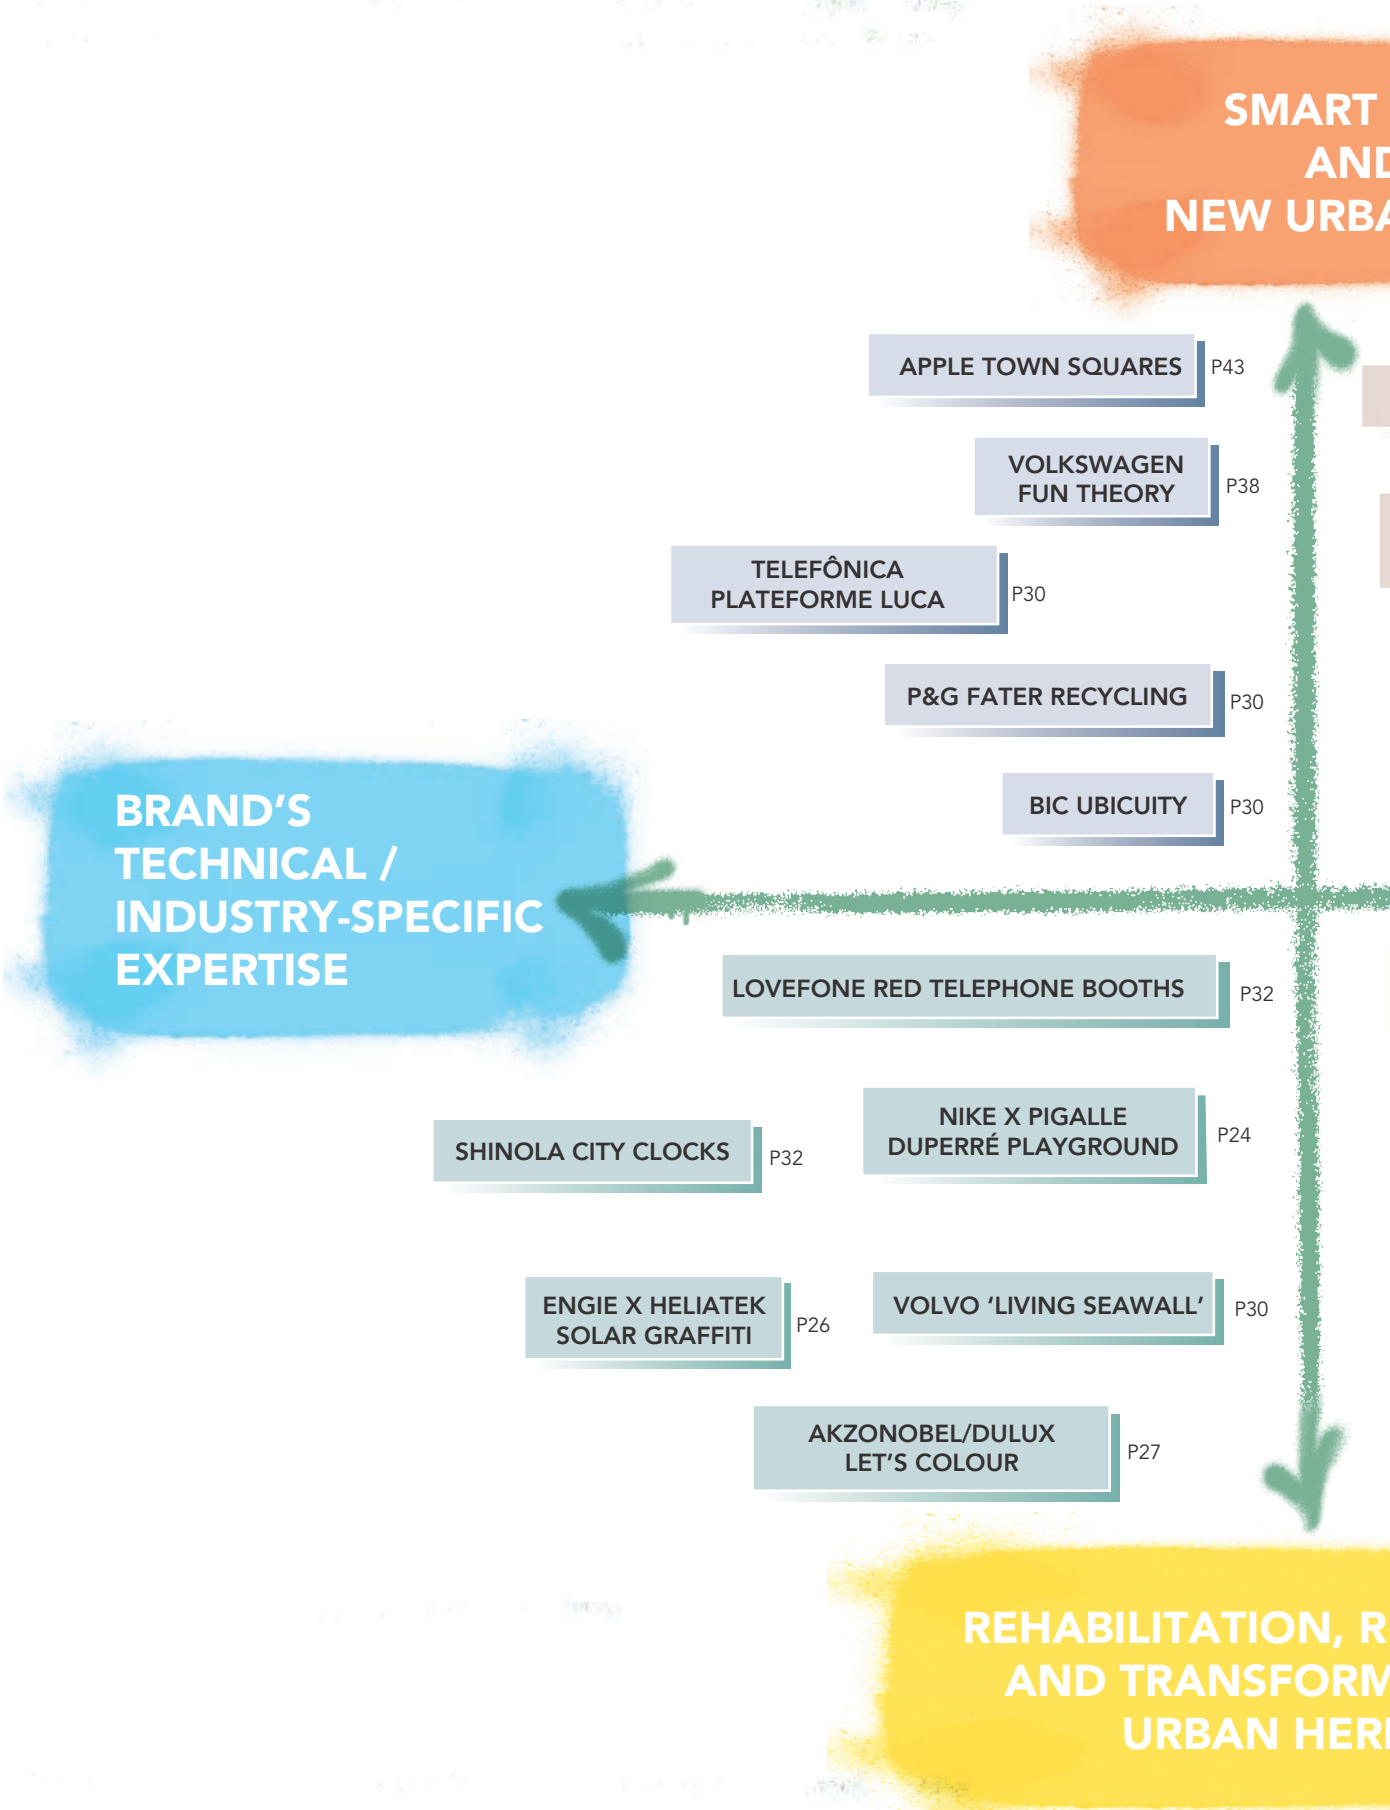 SMART
AND
NEW URBA
APPLE TOWN SQUARES P43
VOLKSWAGEN
FUN THEORY
P38
TELEFÔNICA
PLATEFORME LUCA
P30
P&G FATER RECYCLING P30
BIC UBICUITY P30
BRAND’S
TECHNICAL /
INDUSTRY-SPECIFIC
EXPERTISE
LOVEFONE RED TELEPHONE BOOTHS P32
NIKE X PIGALLE
DUPERRÉ PLAYGROUND
P24
SHINOLA CITY CLOCKS P32
ENGIE X HELIATEK
SOLAR GRAFFITI
P26
VOLVO ‘LIVING SEAWALL’ P30
AKZONOBEL/DULUX
LET’S COLOUR
P27
REHABILITATION, R
AND TRANSFORM
URBAN HERI